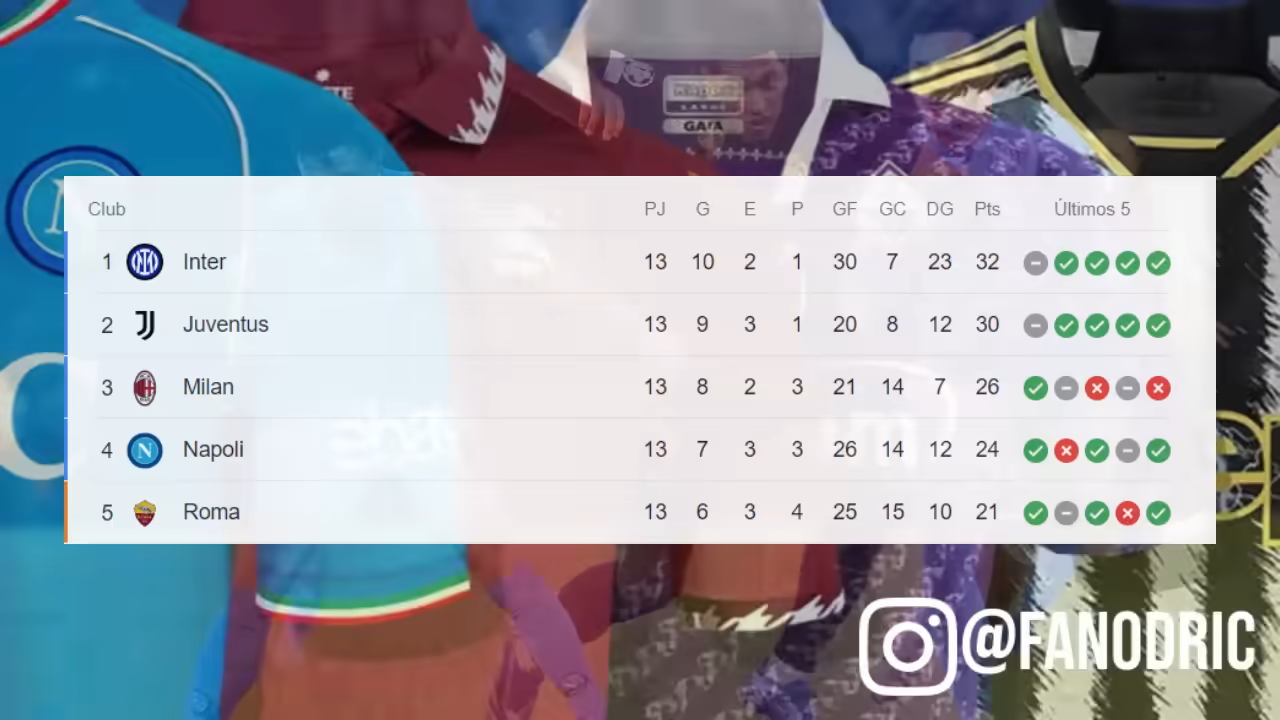 GAfA
Club PJ G E P GF GC DG Pts Últimos 5
1 Inter 13 10 2 1 30 7 23 32
2 Juventus 13 9 3 1 20 8 12 30
3 Milan 13 8 2 3 21 14 7 26
4 N Napoli 13 7 3 3 26 14 12 24
5 Roma 13 6 3 4 25 15 10 21
@FANODRIC